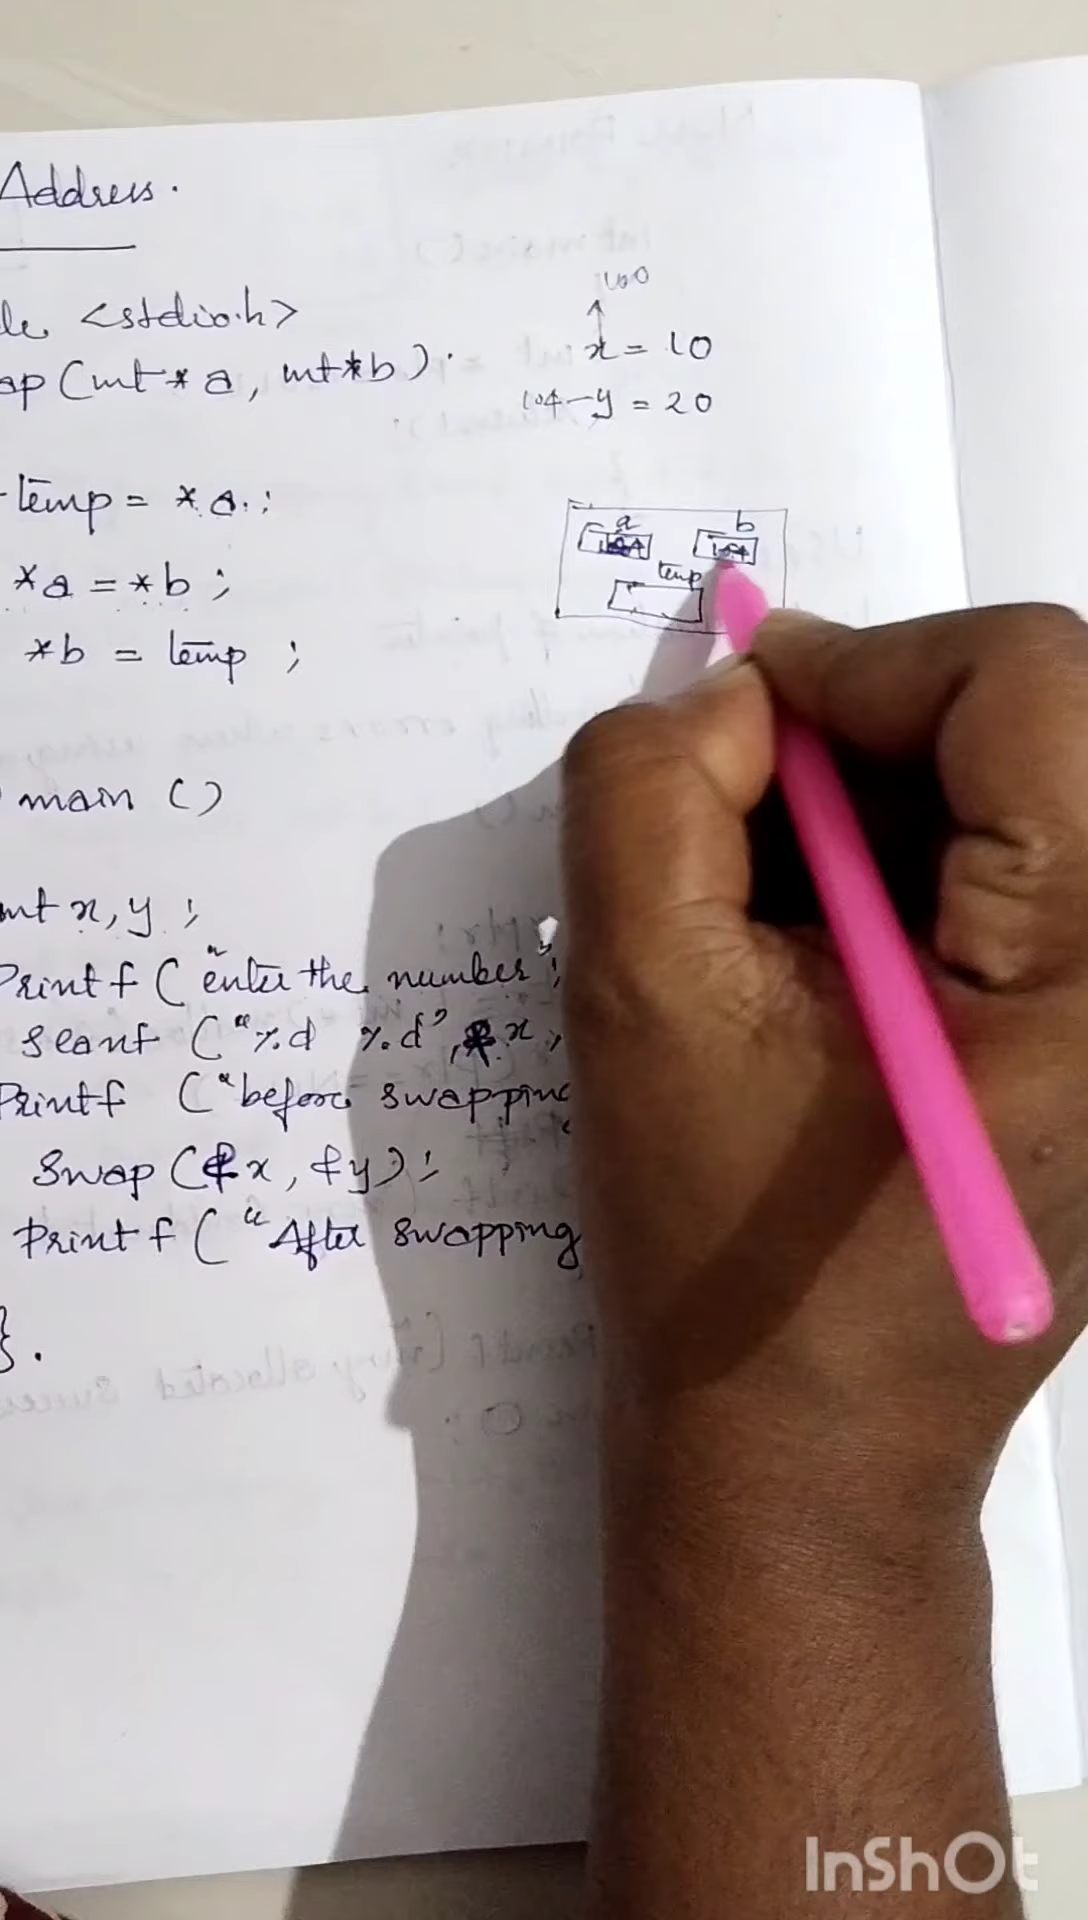 Address.
<stdio.h>
ap (int *a, int *b).
temp = *a.;
*a = *b ;
*b = temp ;
main ()
int x, y ;
Printf ( "enter the number" ;
Scanf ( "%d %d", & x,
Printf ( "before swapping
Swap (&x, &y) ;
Printf ( "After swapping
}.
100
x = 10
104 - y = 20
a b
104
temp
InShOt